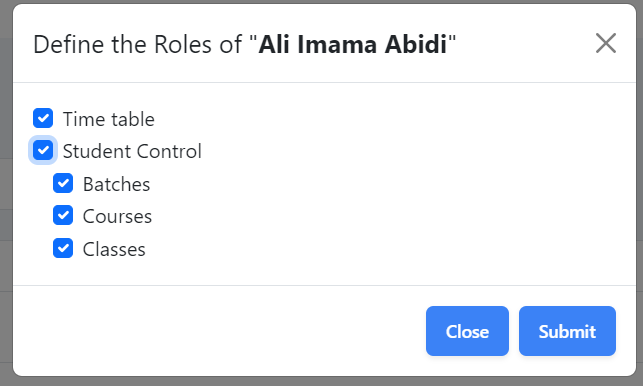 Define the Roles of "Ali Imama Abidi"
Time table
Student Control
Batches
Courses
Classes
Close Submit